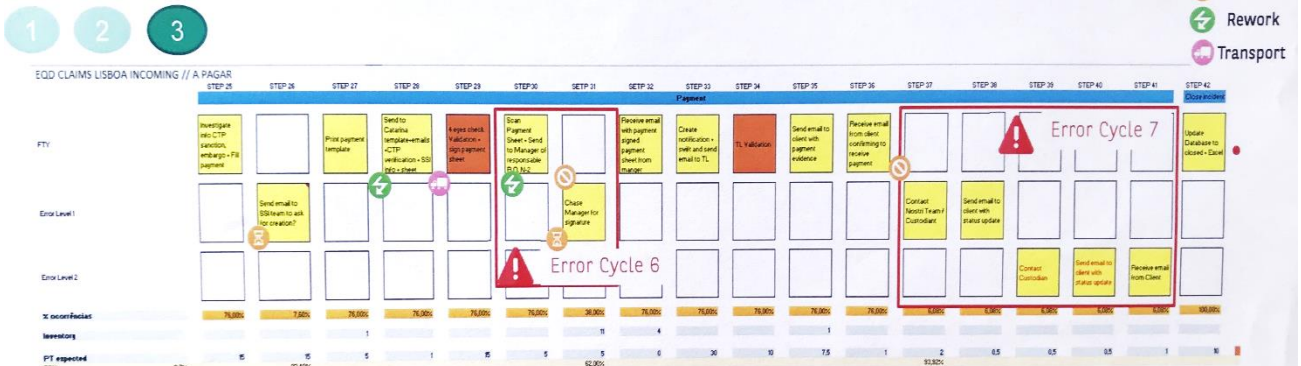 1 2 3
Rework
Transport
EQD CLAIMS LISBOA INCOMING // A PAGAR
STEP 25 STEP 26 STEP 27 STEP 28 STEP 29 STEP30 SETP 31 SETP 32 STEP 33 STEP 34 STEP 35 STEP 36 STEP 37 STEP 38 STEP 39 STEP 40 STEP 41 STEP 42
Payment
Close incident
FTY
Investigate
info CTP
sanction,
embargo + Fill
payment
Print payment
template
Send to
Catarina
template+emails
+CTP
verification + SSI
info + sheet
4 eyes check
Validation +
sign payment
sheet
Scan
Payment
Sheet + Send
to Manager of
responsable
B.O. N-2
Receive email
with payment
signed
payment
sheet from
manger
Create
notification +
swift and send
email to TL
TL Validation
Send email to
client with
payment
evidence
Receive email
from client
confirming to
receive
payment
Error Cycle 7
Update
Database to
closed + Excel
Error Level 1
Send email to
SSI team to ask
for creation?
Chase
Manager for
signature
Contact
Nostri Team /
Custodiant
Send email to
client with
status update
Error Cycle 6
Error Level 2
Contact
Custodian
Send email to
client with
status update
Receive email
from Client
% ocorrências 76,00% 7,60% 76,00% 76,00% 76,00% 76,00% 38,00% 76,00% 76,00% 76,00% 76,00% 76,00% 6,08% 6,08% 6,08% 6,08% 6,08% 100,00%
Inventory 1 11 4 1
PT expected 15 15 5 1 15 5 5 0 30 10 7,5 1 2 0,5 0,5 0,5 1 10